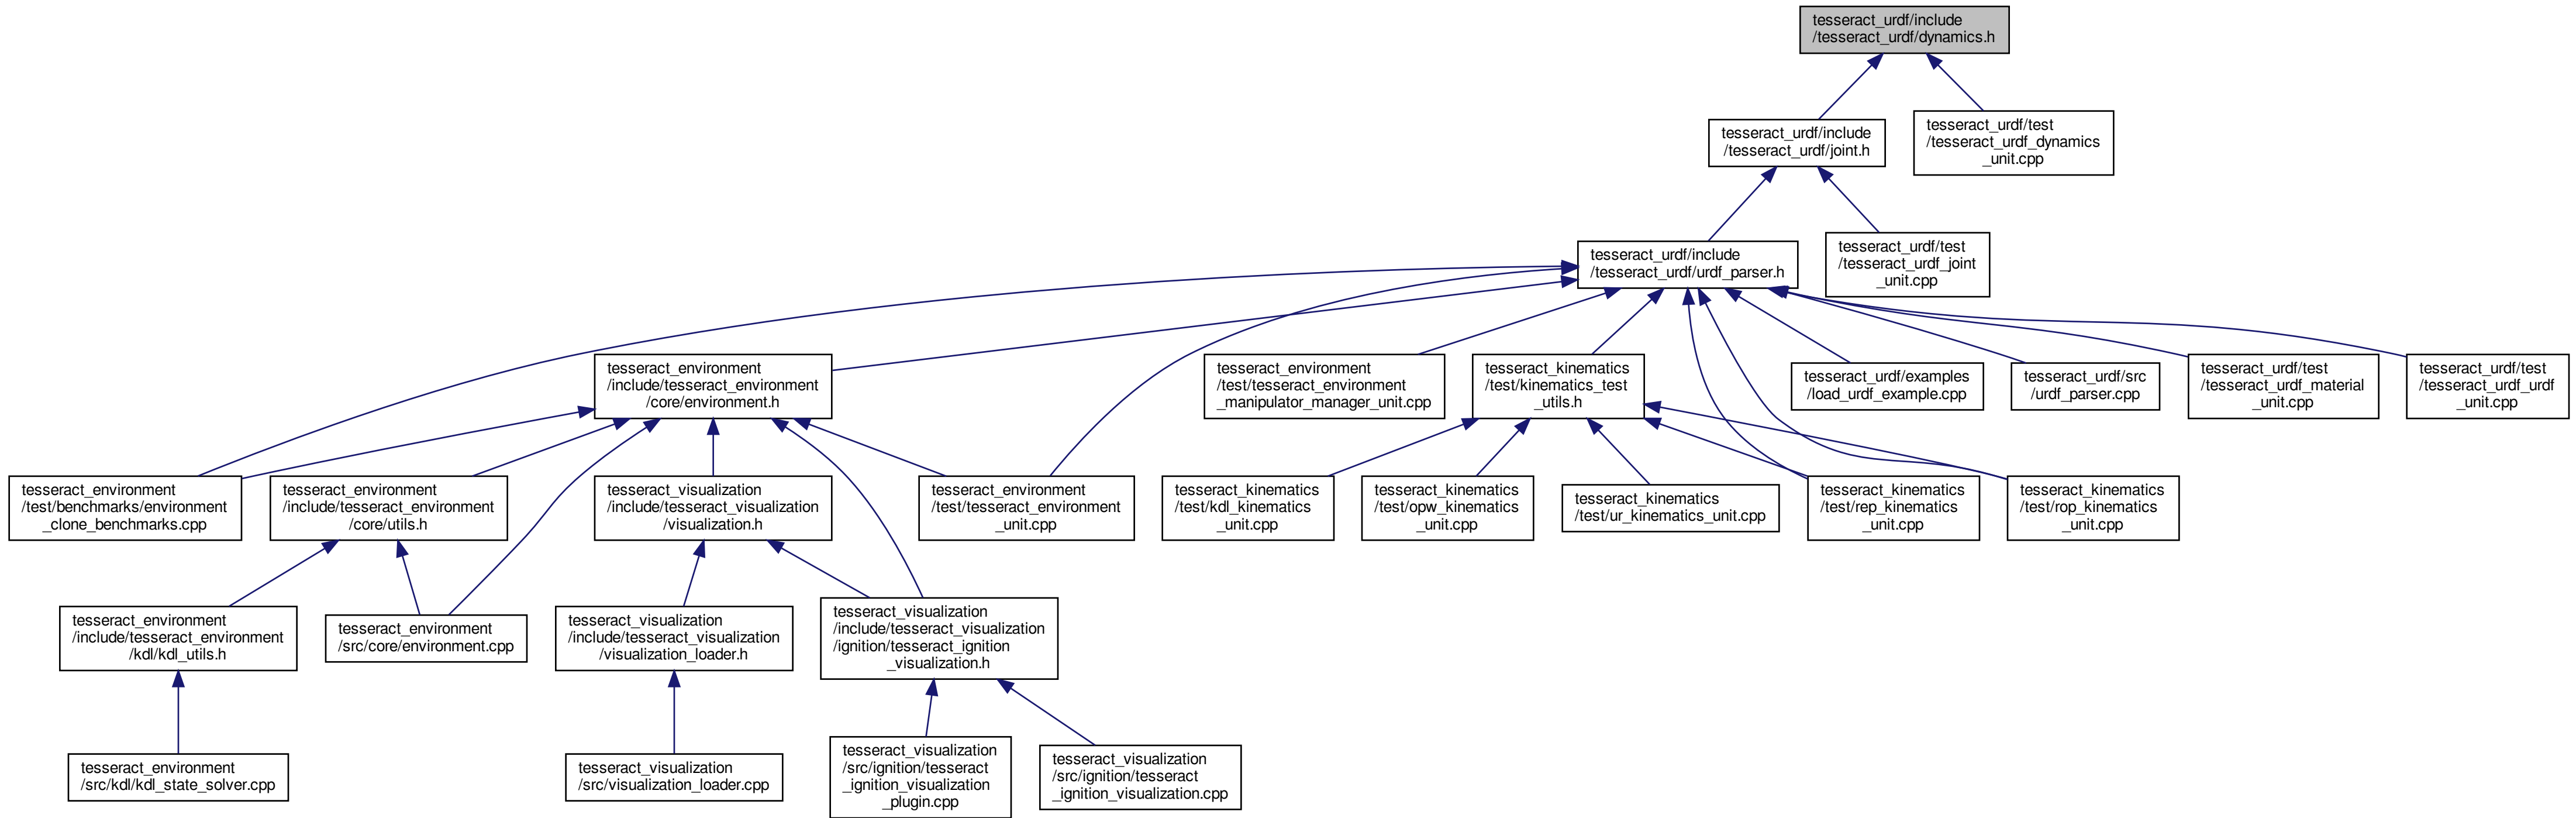 tesseract_urdf/include
/tesseract_urdf/dynamics.h
tesseract_urdf/include
/tesseract_urdf/joint.h
tesseract_urdf/test
/tesseract_urdf_dynamics
_unit.cpp
tesseract_urdf/include
/tesseract_urdf/urdf_parser.h
tesseract_urdf/test
/tesseract_urdf_joint
_unit.cpp
tesseract_environment
/include/tesseract_environment
/core/environment.h
tesseract_environment
/test/tesseract_environment
_manipulator_manager_unit.cpp
tesseract_kinematics
/test/kinematics_test
_utils.h
tesseract_urdf/examples
/load_urdf_example.cpp
tesseract_urdf/src
/urdf_parser.cpp
tesseract_urdf/test
/tesseract_urdf_material
_unit.cpp
tesseract_urdf/test
/tesseract_urdf_urdf
_unit.cpp
tesseract_environment
/test/benchmarks/environment
_clone_benchmarks.cpp
tesseract_environment
/include/tesseract_environment
/core/utils.h
tesseract_visualization
/include/tesseract_visualization
/visualization.h
tesseract_environment
/test/tesseract_environment
_unit.cpp
tesseract_kinematics
/test/kdl_kinematics
_unit.cpp
tesseract_kinematics
/test/opw_kinematics
_unit.cpp
tesseract_kinematics
/test/ur_kinematics_unit.cpp
tesseract_kinematics
/test/rep_kinematics
_unit.cpp
tesseract_kinematics
/test/rop_kinematics
_unit.cpp
tesseract_environment
/include/tesseract_environment
/kdl/kdl_utils.h
tesseract_environment
/src/core/environment.cpp
tesseract_visualization
/include/tesseract_visualization
/visualization_loader.h
tesseract_visualization
/include/tesseract_visualization
/ignition/tesseract_ignition
_visualization.h
tesseract_environment
/src/kdl/kdl_state_solver.cpp
tesseract_visualization
/src/visualization_loader.cpp
tesseract_visualization
/src/ignition/tesseract
_ignition_visualization
_plugin.cpp
tesseract_visualization
/src/ignition/tesseract
_ignition_visualization.cpp